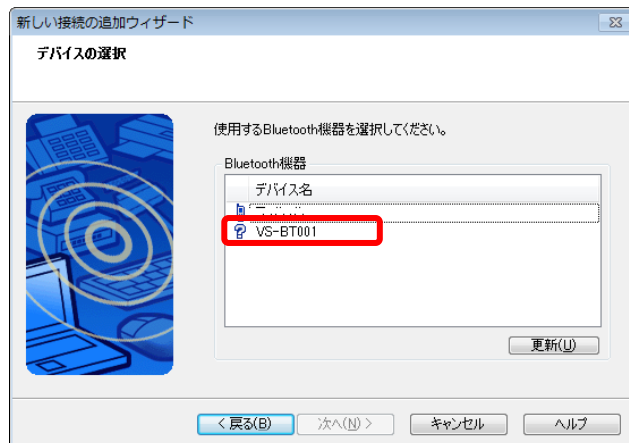 新しい接続の追加ウィザード
デバイスの選択
使用するBluetooth機器を選択してください。
Bluetooth機器
デバイス名
VS-BT001
更新(U)
< 戻る(B) 次へ(N) > キャンセル ヘルプ